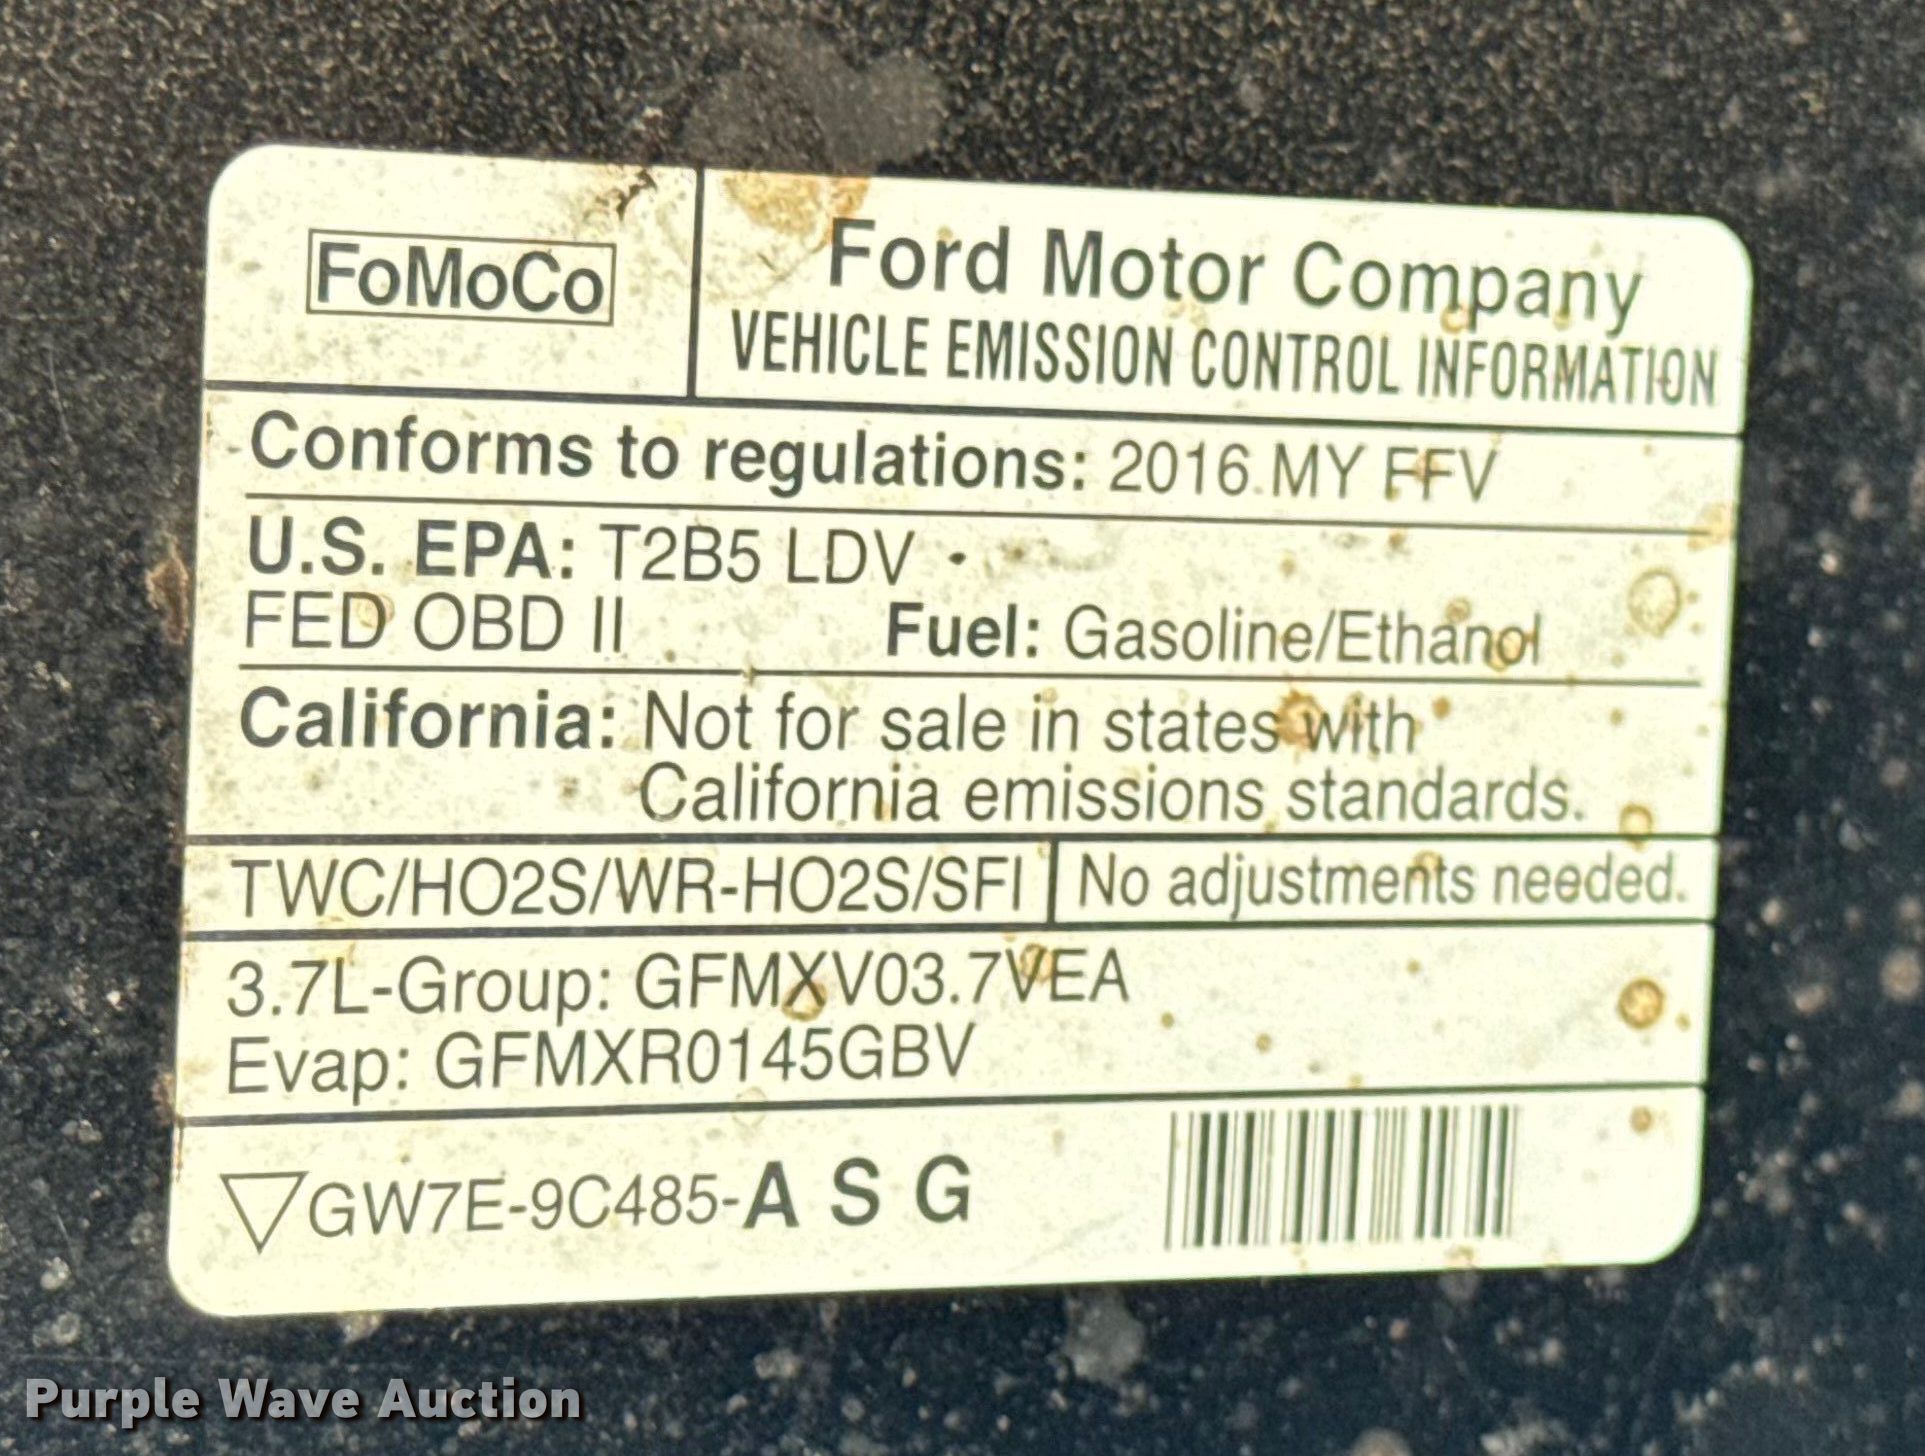 FoMoCo
Ford Motor Company
VEHICLE EMISSION CONTROL INFORMATION
Conforms to regulations: 2016 MY FFV
U.S. EPA: T2B5 LDV
FED OBD II Fuel: Gasoline/Ethanol
California: Not for sale in states with
California emissions standards.
TWC/HO2S/WR-HO2S/SFI No adjustments needed.
3.7L-Group: GFMXV03.7VEA
Evap: GFMXR0145GBV
GW7E-9C485-A S G
Purple Wave Auction